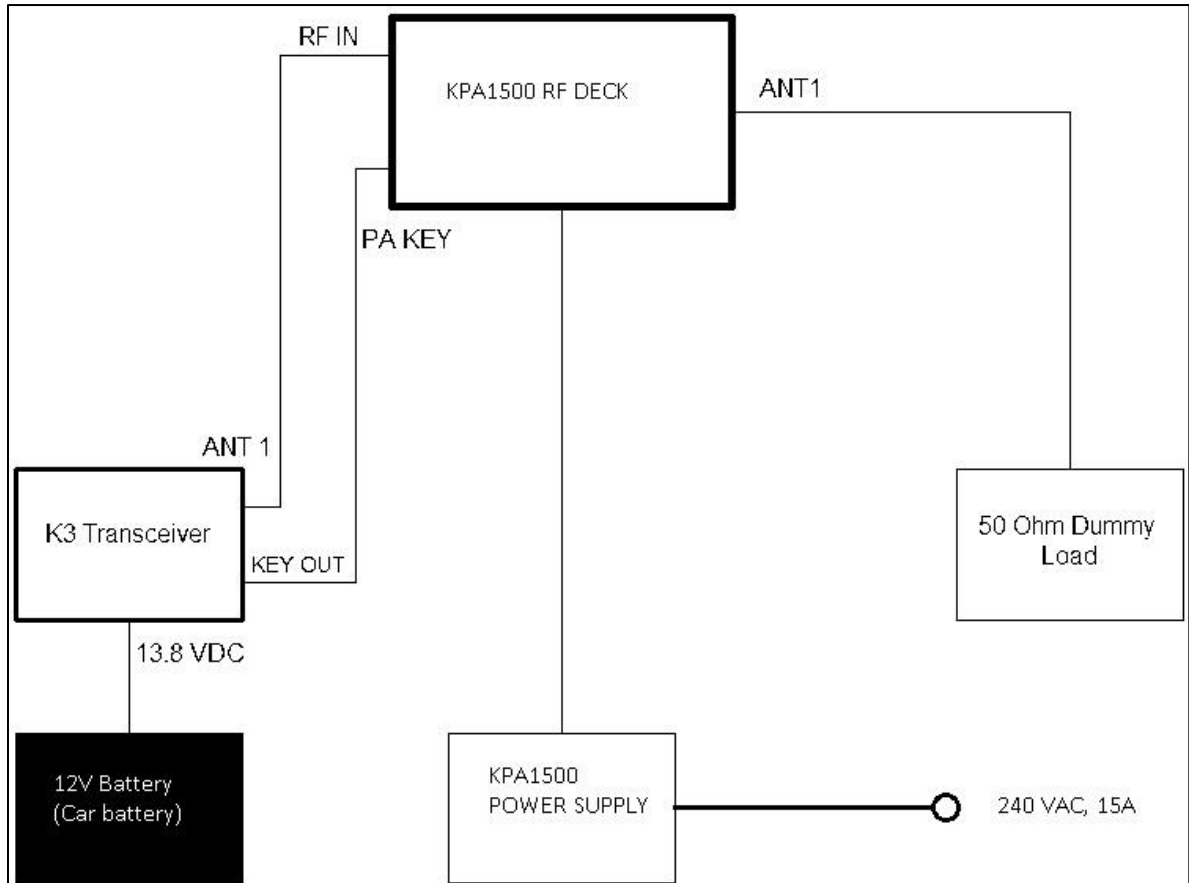 RF IN
KPA1500 RF DECK
ANT1
PA KEY
ANT 1
K3 Transceiver
KEY OUT
50 Ohm Dummy
Load
13.8 VDC
12V Battery
(Car battery)
KPA1500
POWER SUPPLY
240 VAC, 15A